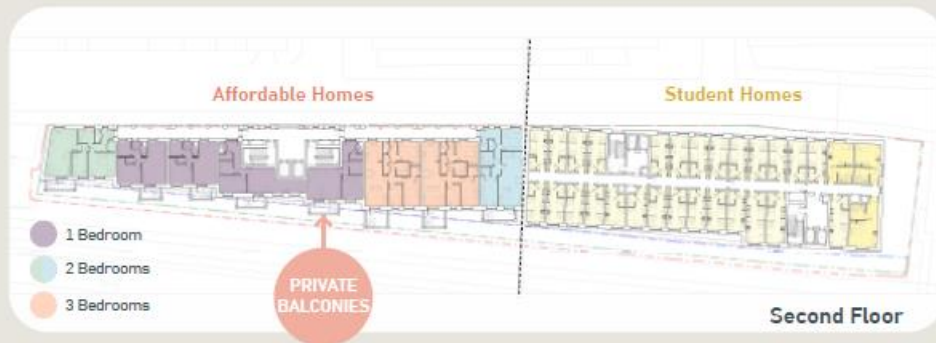 Affordable Homes
Student Homes
1 Bedroom
2 Bedrooms
3 Bedrooms
PRIVATE
BALCONIES
Second Floor